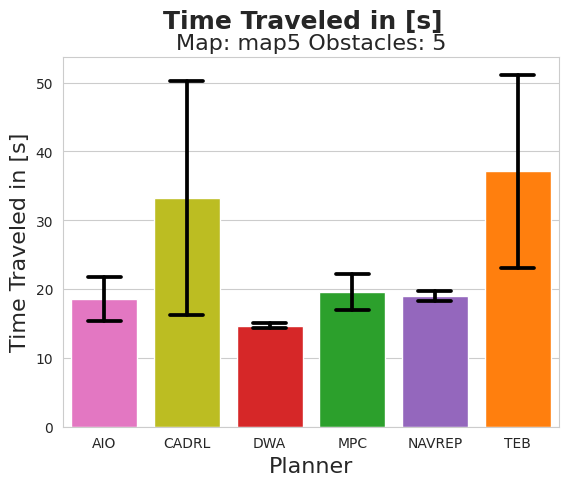 Time Traveled in [s]
Map: map5 Obstacles: 5
Time Traveled in [s]
50
40
30
20
10
0
AIO CADRL DWA MPC NAVREP TEB
Planner